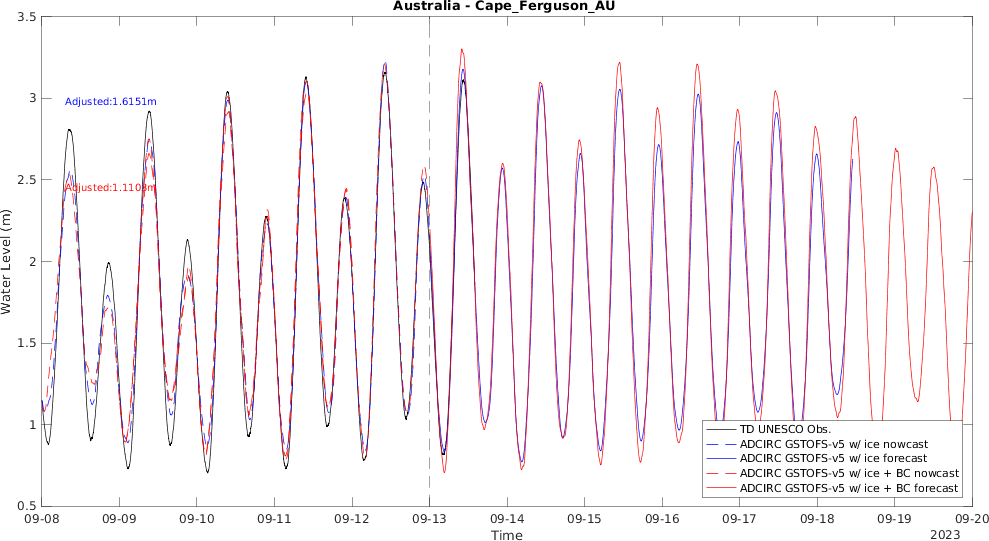 Australia - Cape_Ferguson_AU
3.5
3
2.5
2
1.5
1
0.5
Water Level (m)
Adjusted:1.6151m
Adjusted:1.1103m
TD UNESCO Obs.
ADCIRC GSTOFS-v5 w/ ice nowcast
ADCIRC GSTOFS-v5 w/ ice forecast
ADCIRC GSTOFS-v5 w/ ice + BC nowcast
ADCIRC GSTOFS-v5 w/ ice + BC forecast
09-08 09-09 09-10 09-11 09-12 09-13 09-14 09-15 09-16 09-17 09-18 09-19 09-20
Time
2023